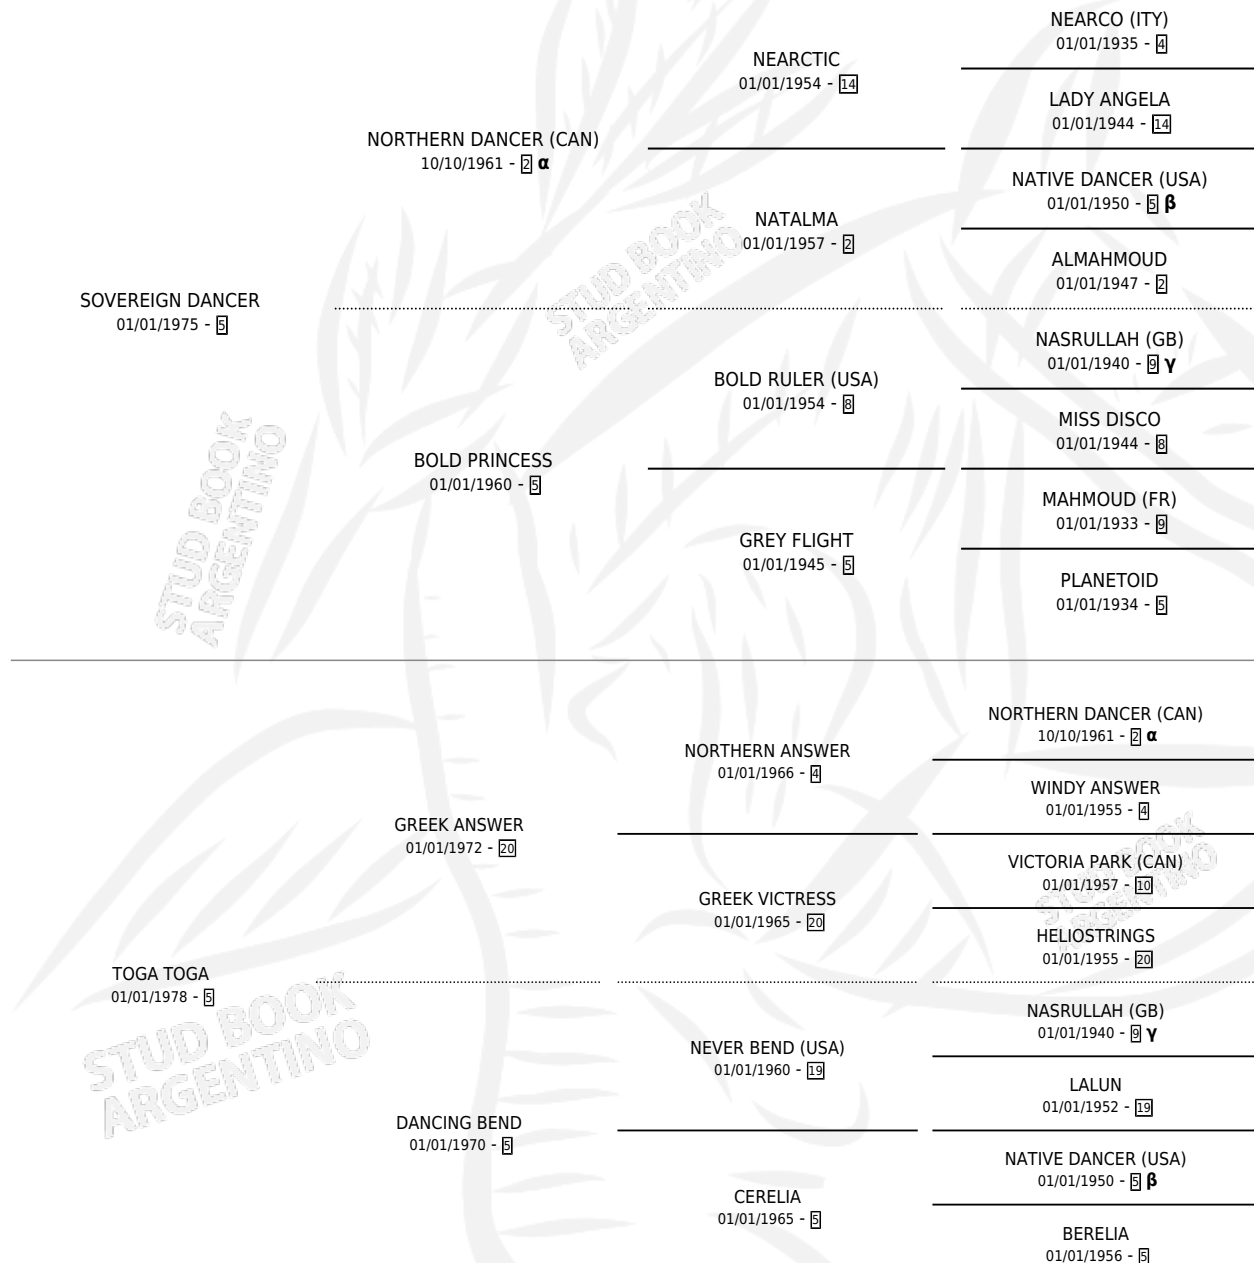 NEARCO (ITY)
01/01/1935 - 4
NEARCTIC
01/01/1954 - 14
LADY ANGELA
01/01/1944 - 14
NORTHERN DANCER (CAN)
10/10/1961 - 2 α
NATIVE DANCER (USA)
01/01/1950 - 5 β
NATALMA
01/01/1957 - 2
ALMAHMOUD
01/01/1947 - 2
STUD BOOK
ARGENTINO
SOVEREIGN DANCER
01/01/1975 - 5
NASRULLAH (GB)
01/01/1940 - 9 γ
BOLD RULER (USA)
01/01/1954 - 8
MISS DISCO
01/01/1944 - 8
BOLD PRINCESS
01/01/1960 - 5
MAHMOUD (FR)
01/01/1933 - 9
GREY FLIGHT
01/01/1945 - 5
PLANETOID
01/01/1934 - 5
STUD BOOK
ARGENTINO
NORTHERN DANCER (CAN)
10/10/1961 - 2 α
NORTHERN ANSWER
01/01/1966 - 4
WINDY ANSWER
01/01/1955 - 4
GREEK ANSWER
01/01/1972 - 20
VICTORIA PARK (CAN)
01/01/1957 - 10
GREEK VICTRESS
01/01/1965 - 20
HELIOSTRINGS
01/01/1955 - 20
STUD BOOK
ARGENTINO
TOGA TOGA
01/01/1978 - 5
NASRULLAH (GB)
01/01/1940 - 9 γ
NEVER BEND (USA)
01/01/1960 - 19
LALUN
01/01/1952 - 19
STUD BOOK
ARGENTINO
DANCING BEND
01/01/1970 - 5
NATIVE DANCER (USA)
01/01/1950 - 5 β
CERELIA
01/01/1965 - 5
BERELIA
01/01/1956 - 5